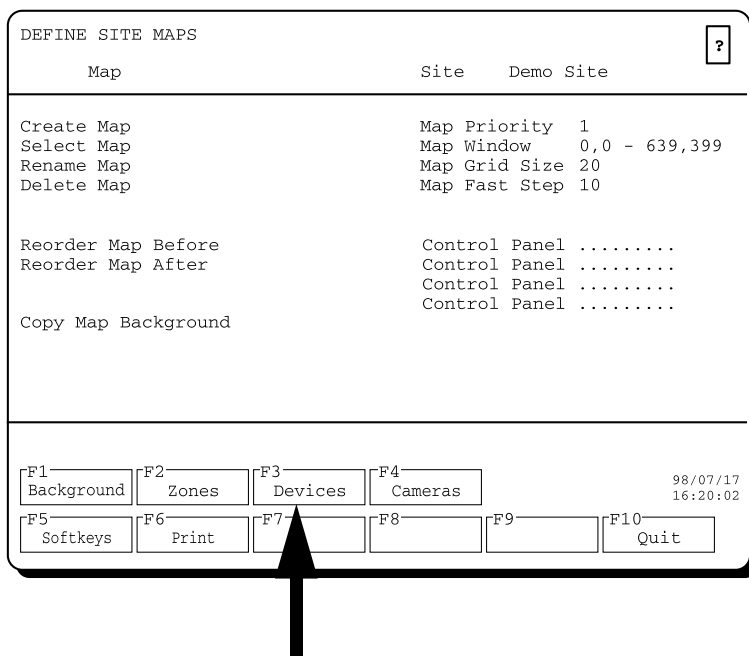 DEFINE SITE MAPS
?
Map Site Demo Site
Create Map Map Priority 1
Select Map Map Window 0,0 - 639,399
Rename Map Map Grid Size 20
Delete Map Map Fast Step 10
Reorder Map Before Control Panel .........
Reorder Map After Control Panel .........
Control Panel .........
Control Panel .........
Copy Map Background
F1 F2 F3 F4
Background Zones Devices Cameras
98/07/17
16:20:02
F5 F6 F7 F8 F9 F10
Softkeys Print Quit